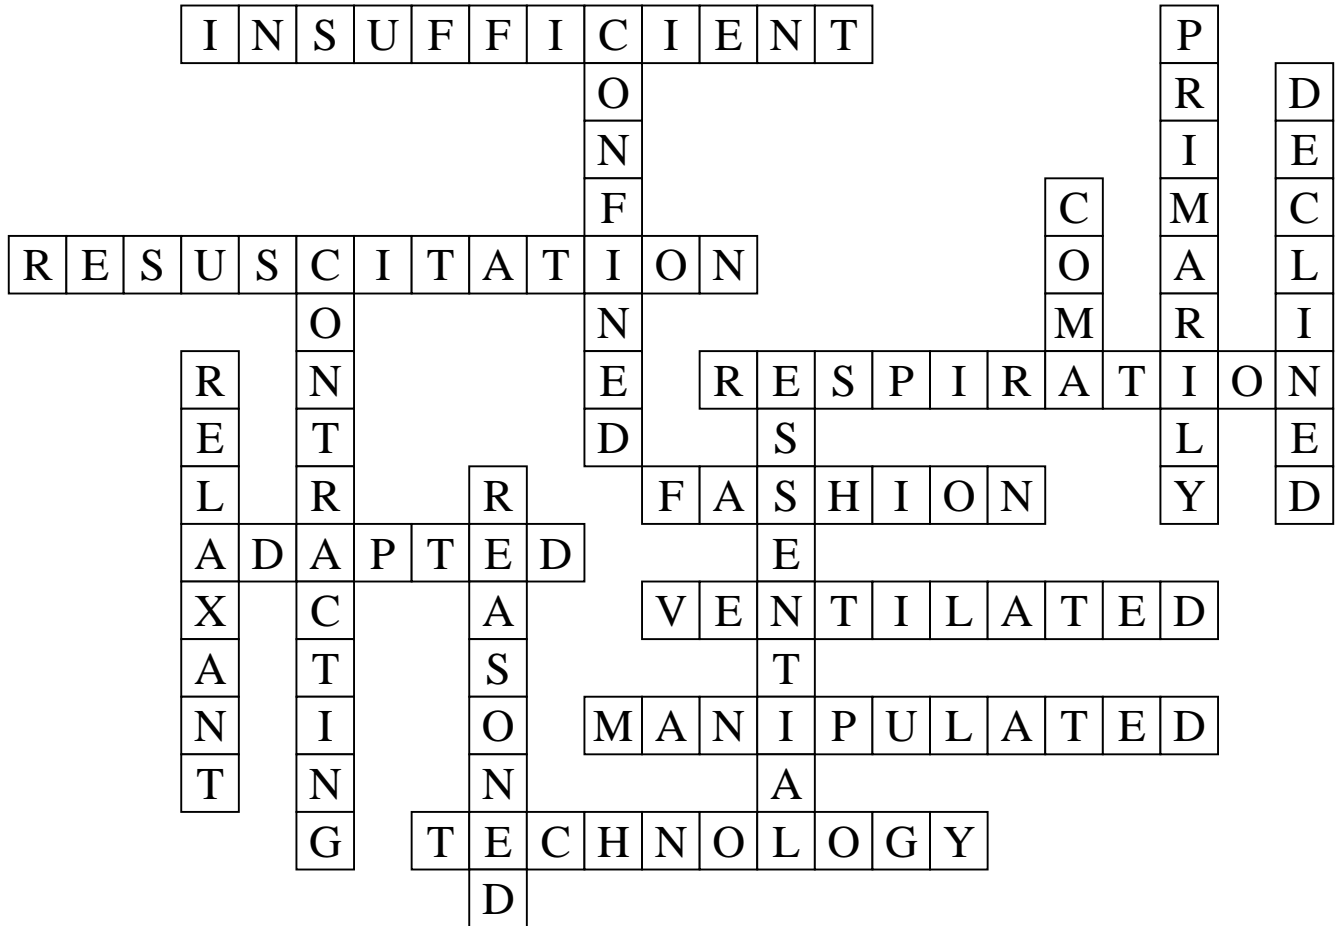 INSUFFICIENT
CONFINED
PRIMARILY
DECLINED
COMA
RESUSCITATION
CONTRACTING
RELAXANT
RESPIRATION
ESSENTIAL
REASONED
FASHION
ADAPTED
VENTILATED
MANIPULATED
TECHNOLOGY